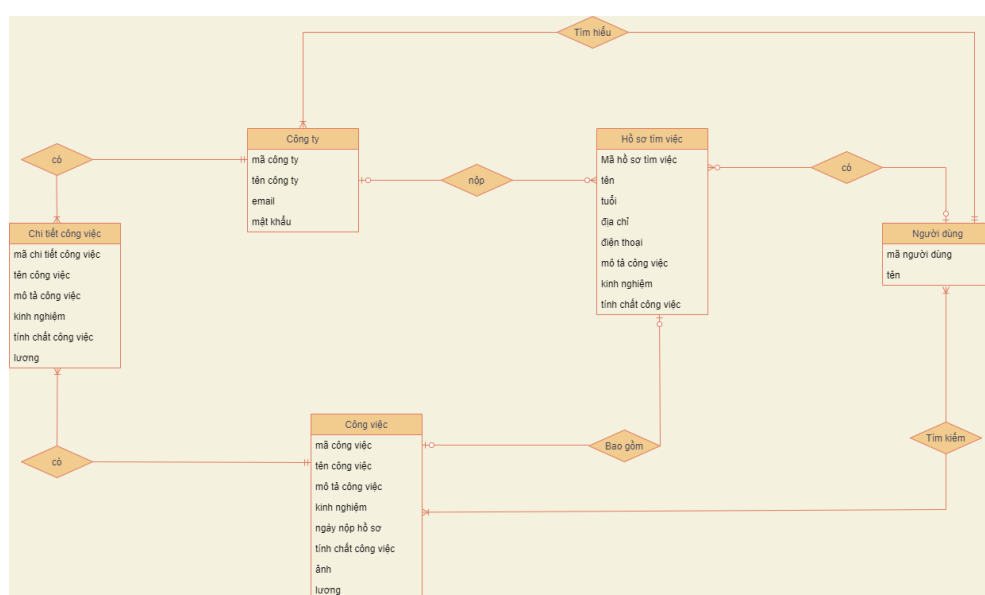 Tìm hiểu
Công ty
mã công ty
tên công ty
email
mật khẩu
Hồ sơ tìm việc
Mã hồ sơ tìm việc
tên
tuổi
địa chỉ
điện thoại
mô tả công việc
kinh nghiệm
tính chất công việc
có
nộp
có
Chi tiết công việc
mã chi tiết công việc
tên công việc
mô tả công việc
kinh nghiệm
tính chất công việc
lương
Người dùng
mã người dùng
tên
Công việc
mã công việc
tên công việc
mô tả công việc
kinh nghiệm
ngày nộp hồ sơ
tính chất công việc
ảnh
lương
có
Bao gồm
Tìm kiếm